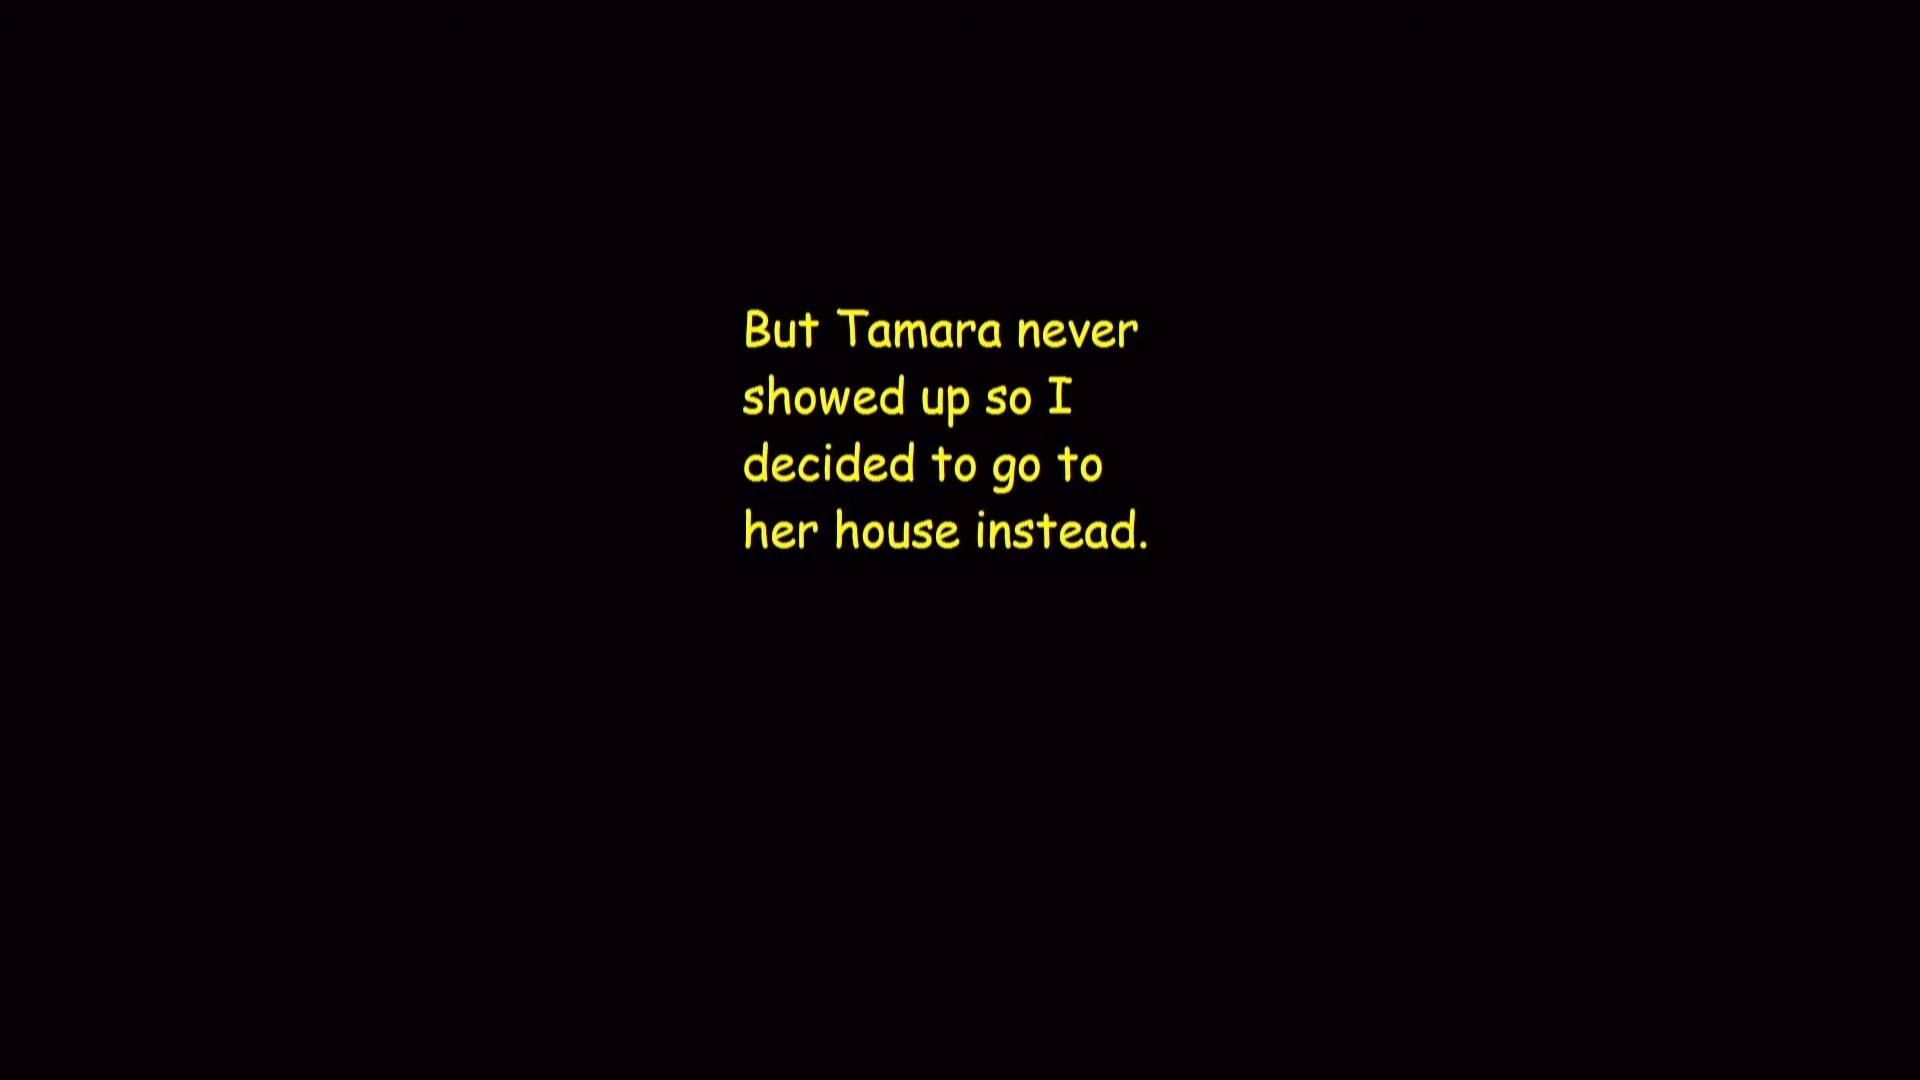 But Tamara never
showed up so I
decided to go to
her house instead.